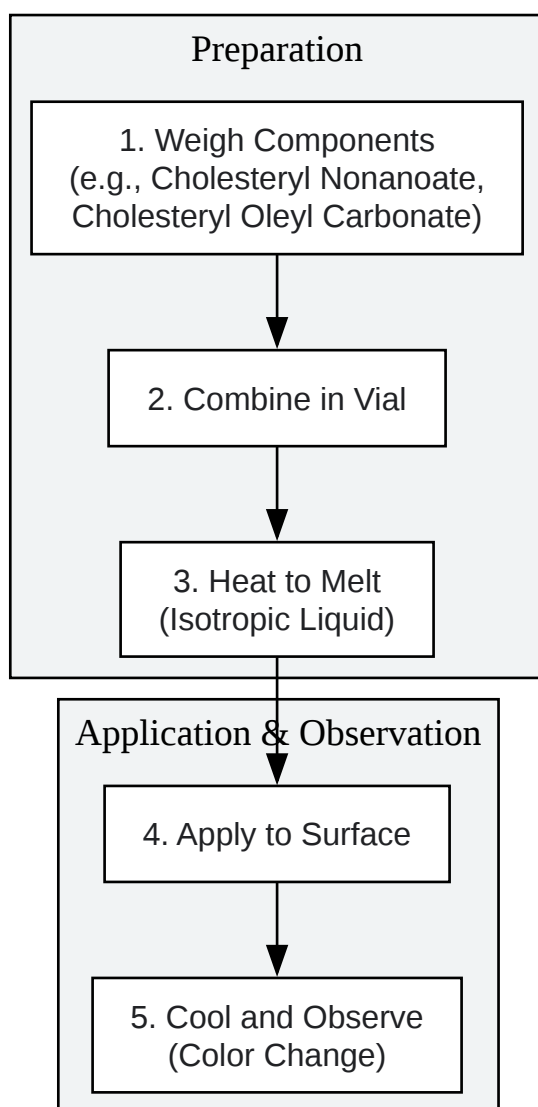 Preparation
1. Weigh Components
(e.g., Cholesteryl Nonanoate,
Cholesteryl Oleyl Carbonate)
2. Combine in Vial
3. Heat to Melt
(Isotropic Liquid)
Application & Observation
4. Apply to Surface
5. Cool and Observe
(Color Change)